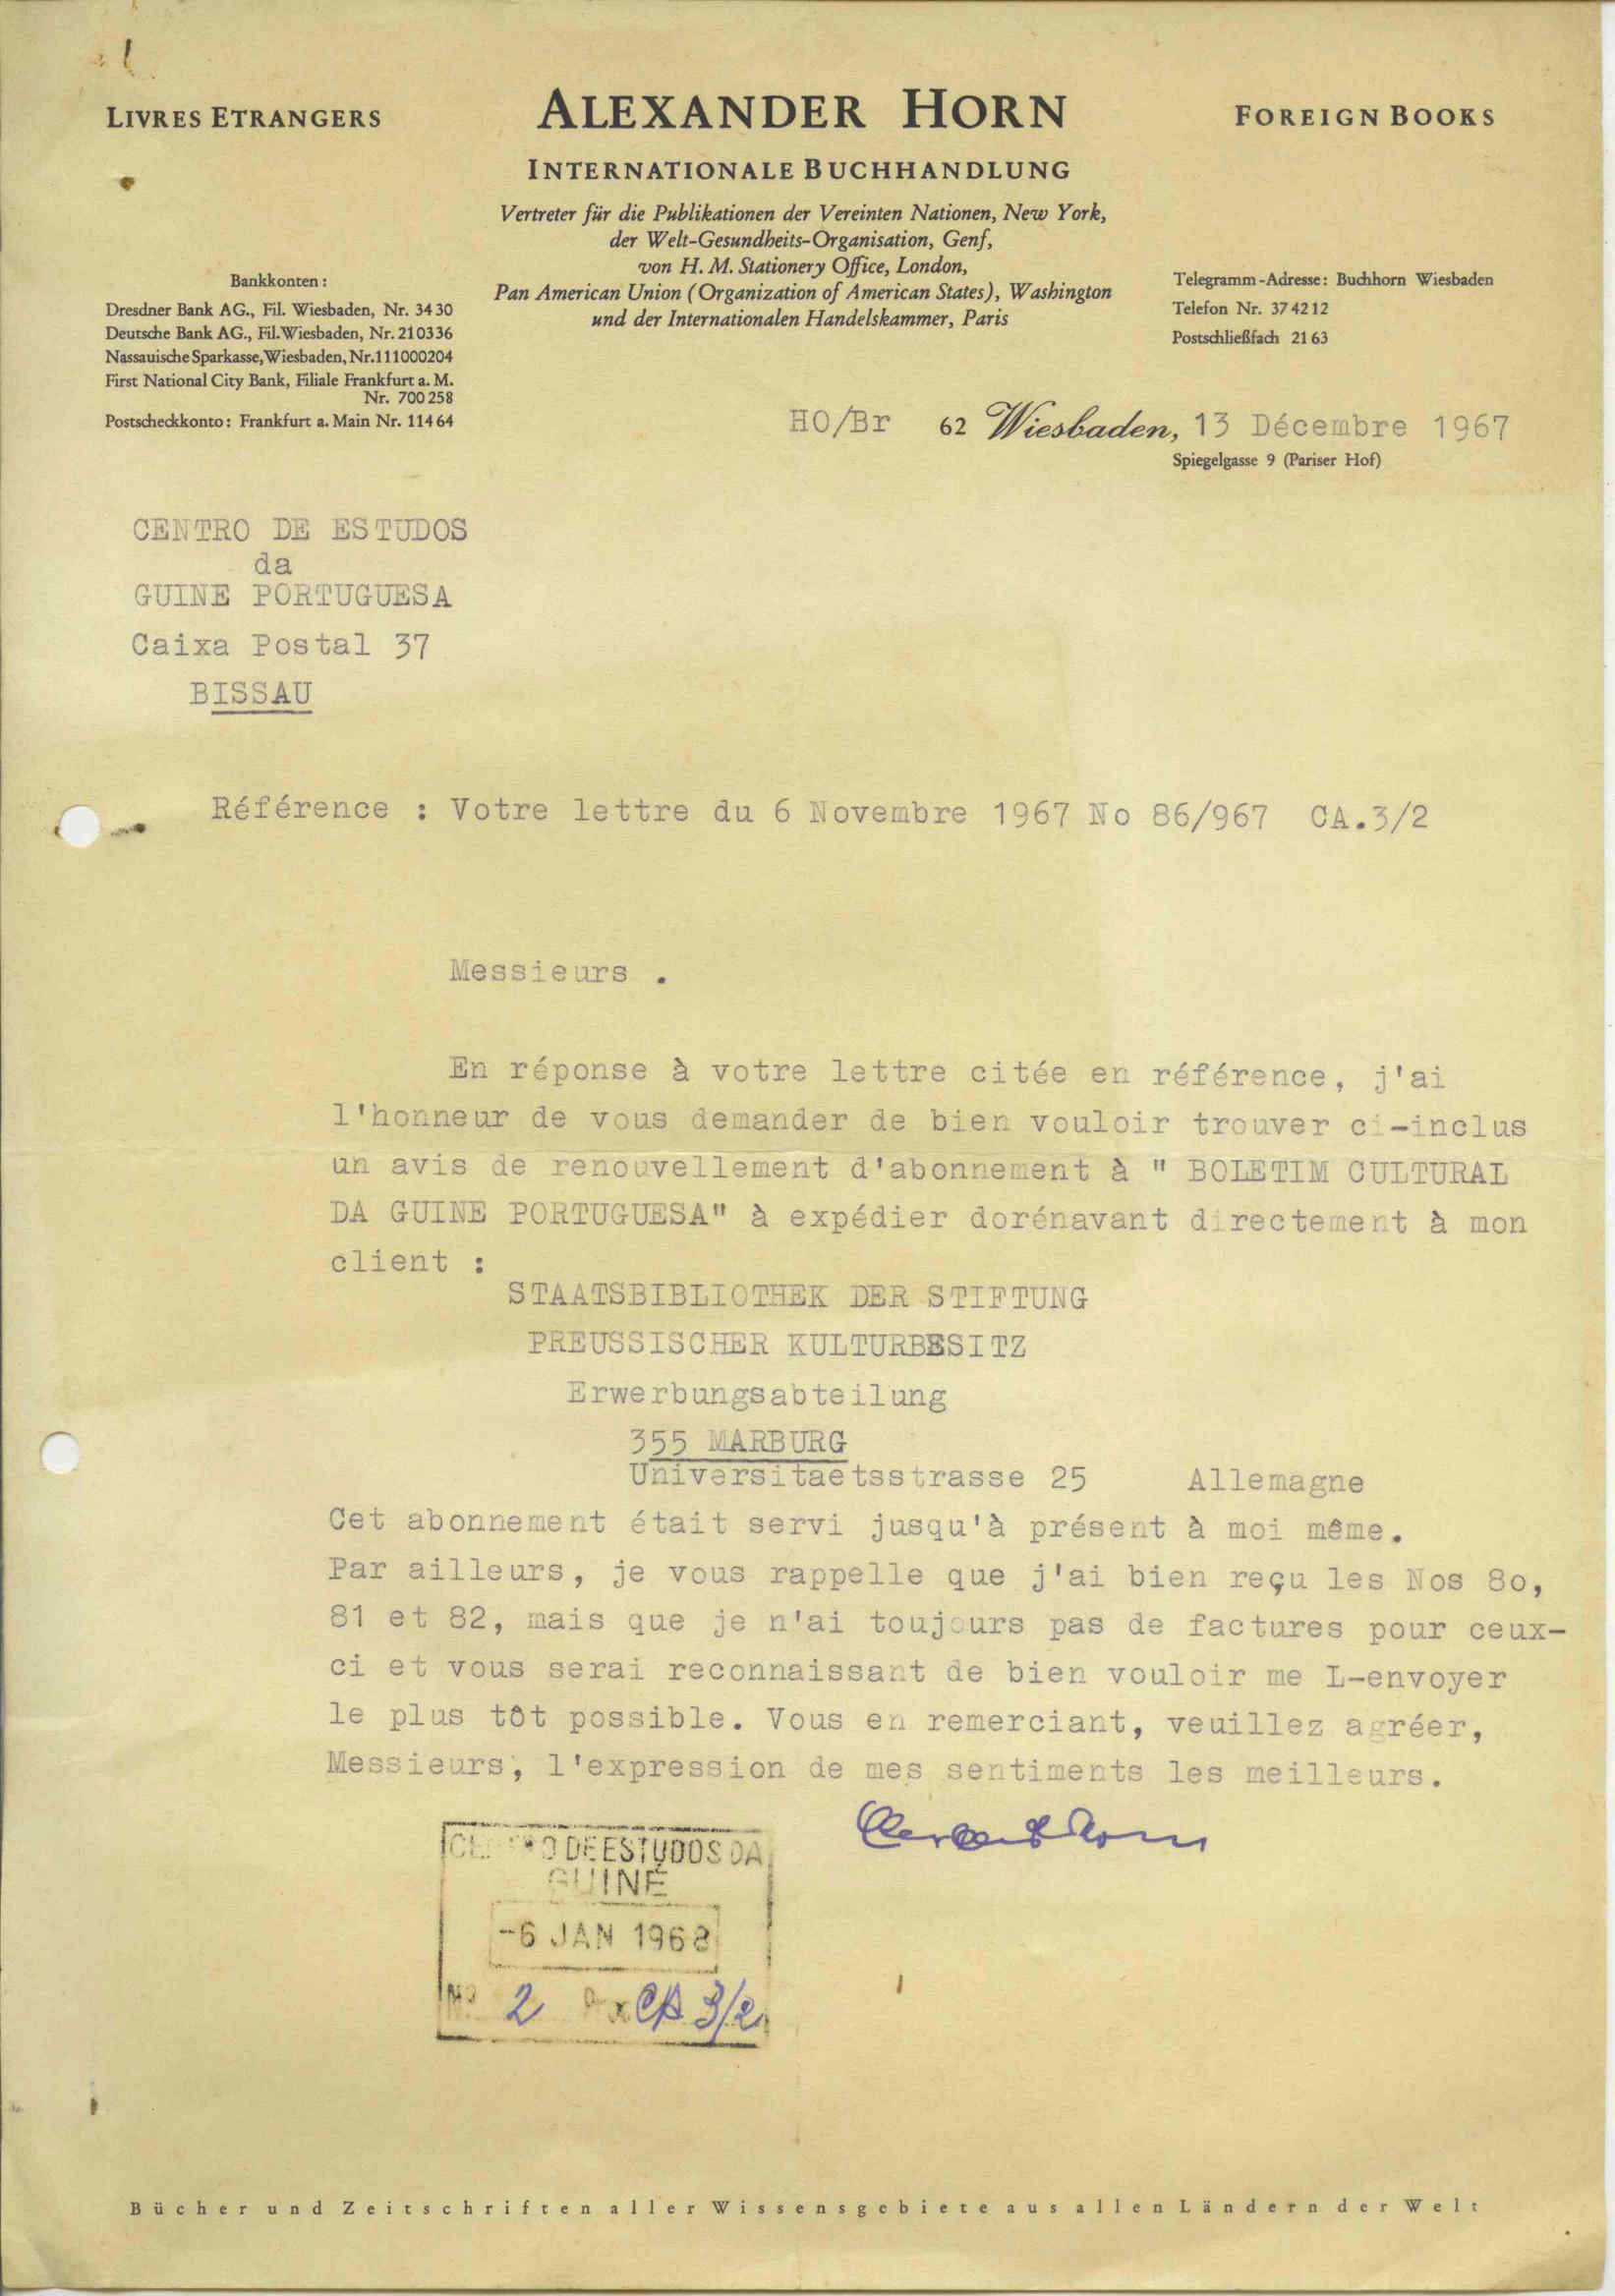 LIVRES ETRANGERS
ALEXANDER HORN
FOREIGN BOOKS
INTERNATIONALE BUCHHANDLUNG
Vertreter für die Publikationen der Vereinten Nationen, New York,
der Welt-Gesundheits-Organisation, Genf,
von H. M. Stationery Office, London,
Pan American Union (Organization of American States), Washington
und der Internationalen Handelskammer, Paris
Bankkonten:
Dresdner Bank AG., Fil. Wiesbaden, Nr. 3430
Deutsche Bank AG., Fil. Wiesbaden, Nr. 210336
Nassauische Sparkasse, Wiesbaden, Nr. 111000204
First National City Bank, Filiale Frankfurt a. M.
Nr. 700258
Postscheckkonto: Frankfurt a. Main Nr. 11464
Telegramm-Adresse: Buchhorn Wiesbaden
Telefon Nr. 374212
Postschließfach 2163
HO/Br 62 Wiesbaden, 13 Décembre 1967
Spiegelgasse 9 (Pariser Hof)
CENTRO DE ESTUDOS
da
GUINE PORTUGUESA
Caixa Postal 37
BISSAU
Référence : Votre lettre du 6 Novembre 1967 No 86/967 CA.3/2
Messieurs .
En réponse à votre lettre citée en référence, j'ai
l'honneur de vous demander de bien vouloir trouver ci-inclus
un avis de renouvellement d'abonnement à " BOLETIM CULTURAL
DA GUINE PORTUGUESA" à expédier dorénavant directement à mon
client :
STAATSBIBLIOTHEK DER STIFTUNG
PREUSSISCHER KULTURBESITZ
Erwerbungsabteilung
355 MARBURG
Universitaetsstrasse 25 Allemagne
Cet abonnement était servi jusqu'à présent à moi même.
Par ailleurs, je vous rappelle que j'ai bien reçu les Nos 8o,
81 et 82, mais que je n'ai toujours pas de factures pour ceux-
ci et vous serai reconnaissant de bien vouloir me L-envoyer
le plus tôt possible. Vous en remerciant, veuillez agréer,
Messieurs, l'expression de mes sentiments les meilleurs.
CENTRO DE ESTUDOS DA
GUINÉ
-6 JAN 1968
No 2 CA 3/2
Bücher und Zeitschriften aller Wissensgebiete aus allen Ländern der Welt